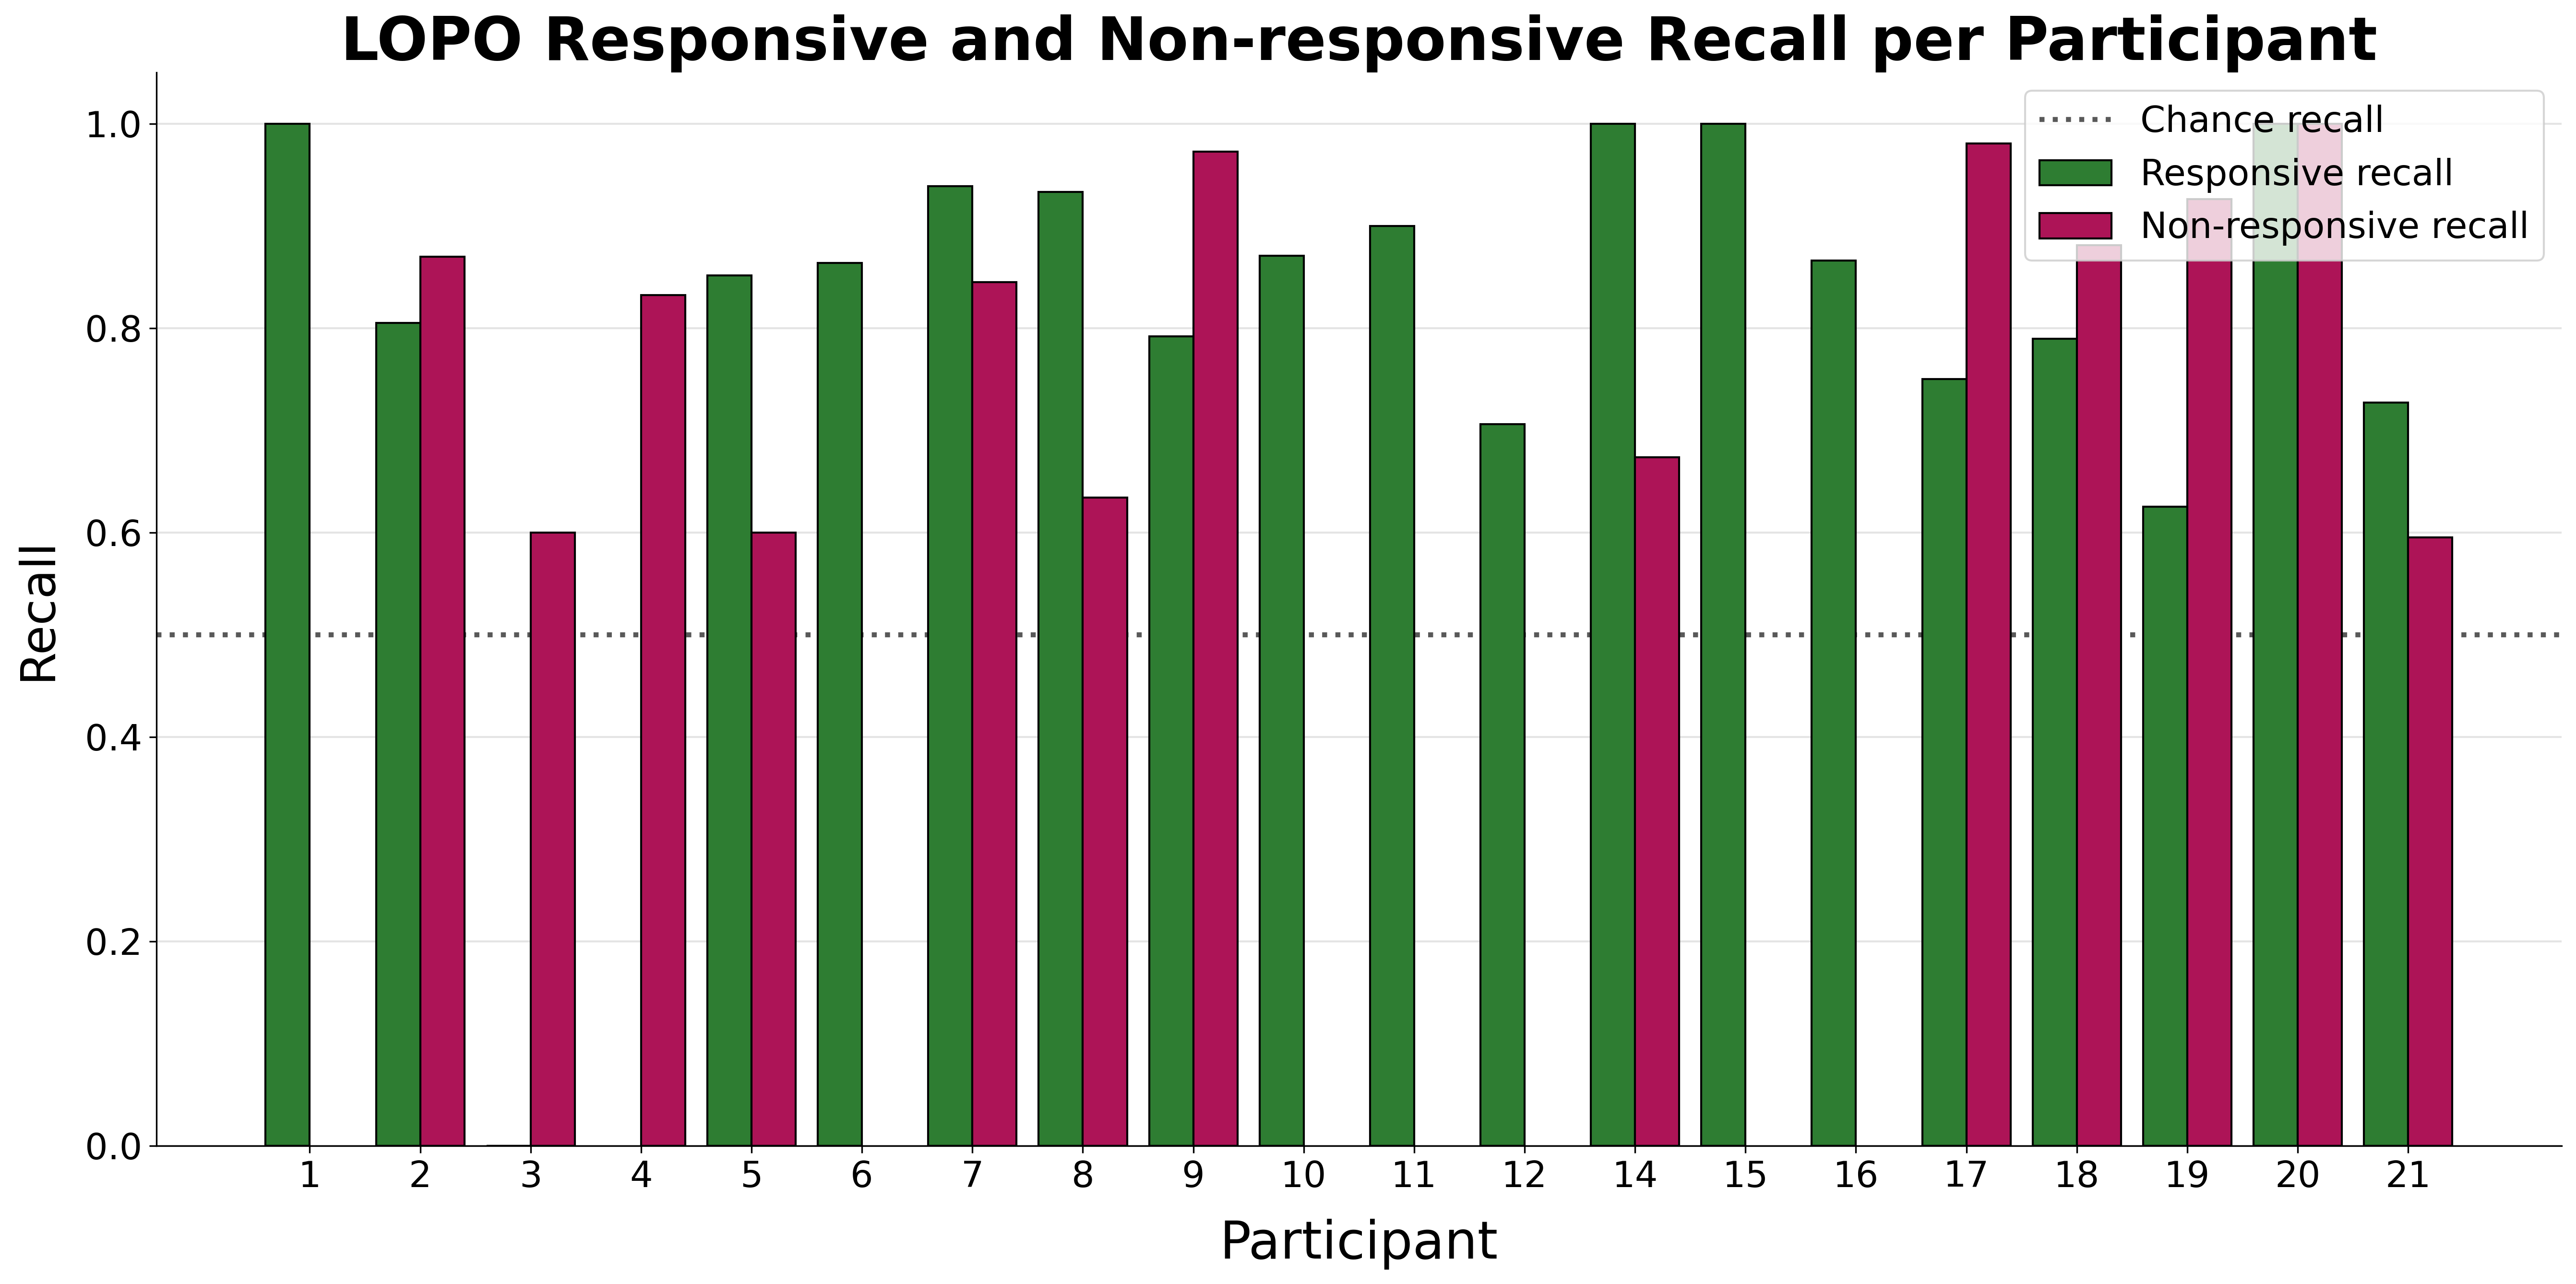 LOPO Responsive and Non-responsive Recall per Participant
Chance recall
Responsive recall
Non-responsive recall
Recall
1.0
0.8
0.6
0.4
0.2
0.0
1 2 3 4 5 6 7 8 9 10 11 12 14 15 16 17 18 19 20 21
Participant